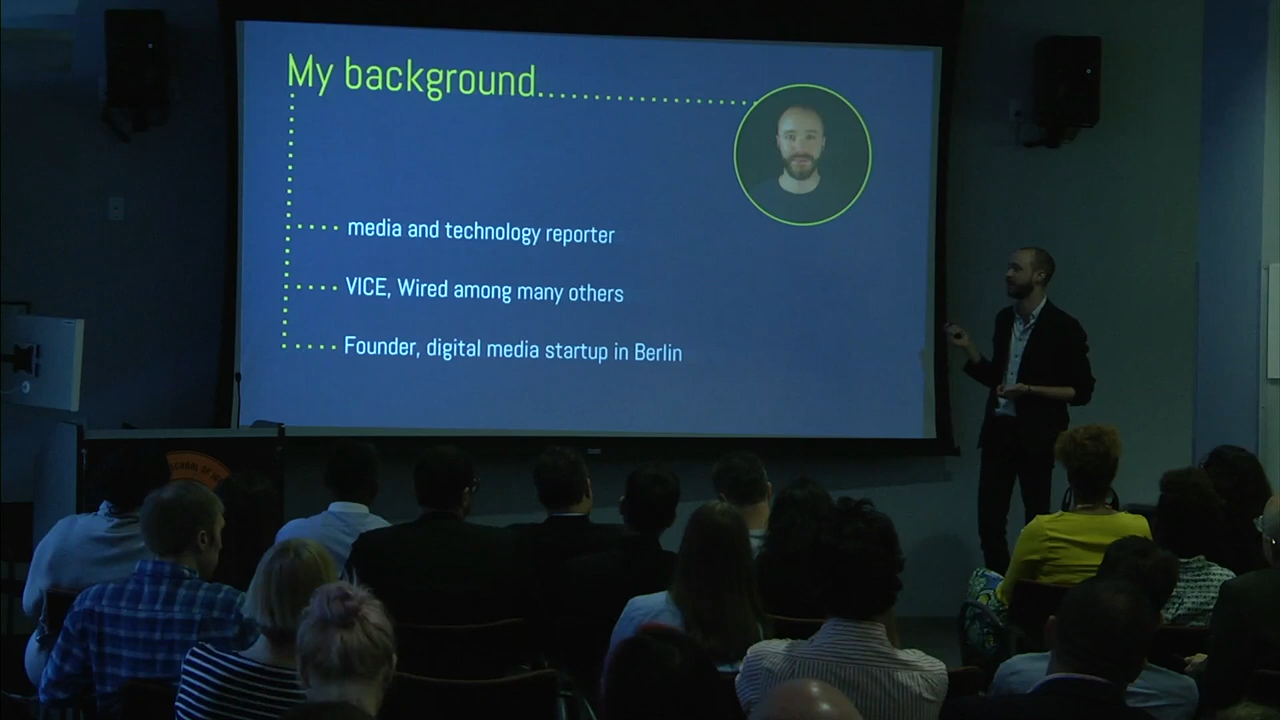 My background
media and technology reporter
VICE, Wired among many others
Founder, digital media startup in Berlin